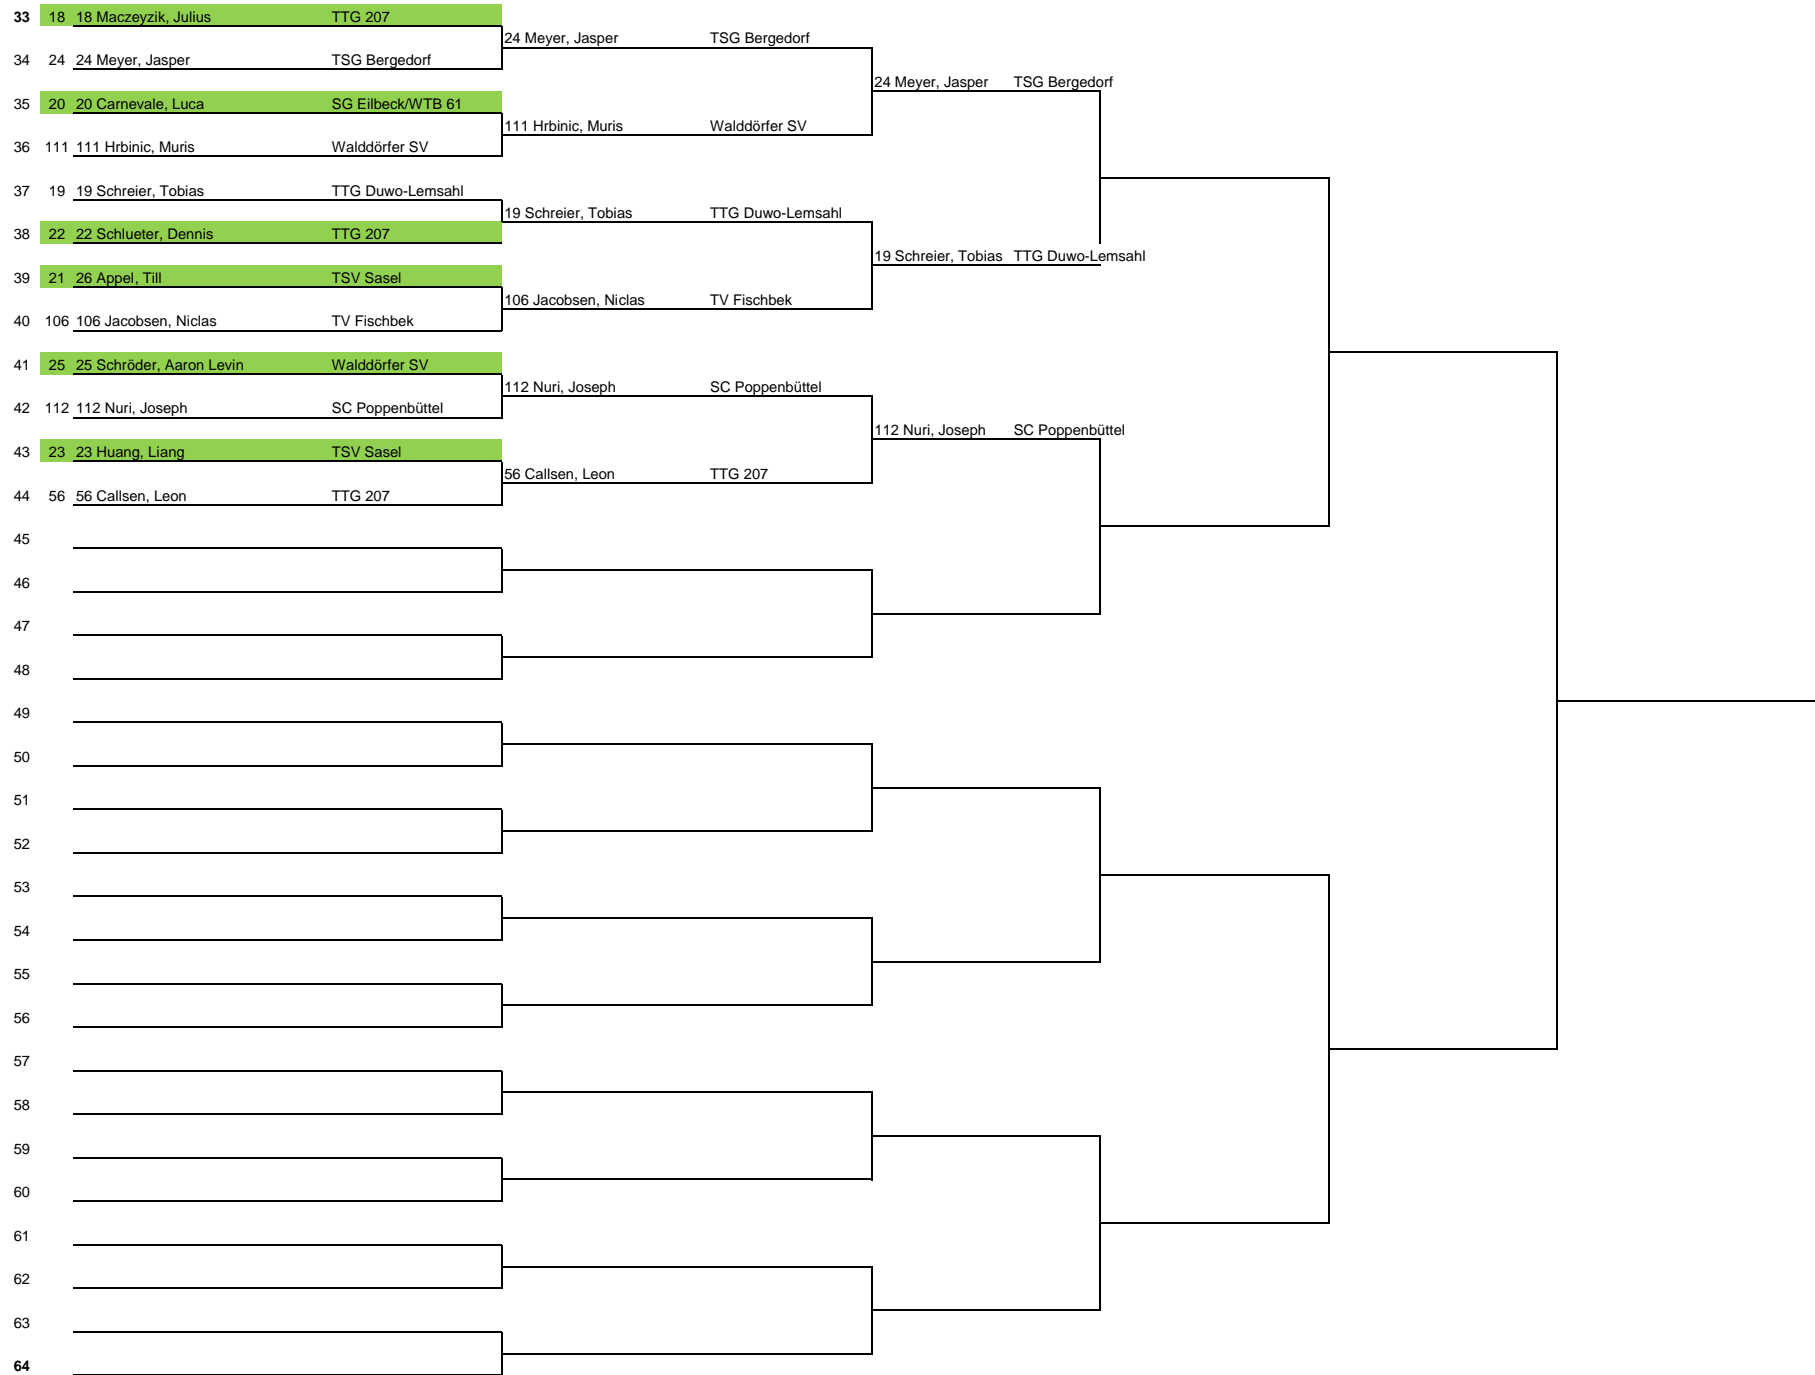 33 18 18 Maczeyzik, Julius TTG 207
24 Meyer, Jasper TSG Bergedorf
34 24 24 Meyer, Jasper TSG Bergedorf
24 Meyer, Jasper TSG Bergedorf
35 20 20 Carnevale, Luca SG Eilbeck/WTB 61
111 Hrbinic, Muris Walddörfer SV
36 111 111 Hrbinic, Muris Walddörfer SV
37 19 19 Schreier, Tobias TTG Duwo-Lemsahl
19 Schreier, Tobias TTG Duwo-Lemsahl
38 22 22 Schlueter, Dennis TTG 207
19 Schreier, Tobias TTG Duwo-Lemsahl
39 21 26 Appel, Till TSV Sasel
106 Jacobsen, Niclas TV Fischbek
40 106 106 Jacobsen, Niclas TV Fischbek
41 25 25 Schröder, Aaron Levin Walddörfer SV
112 Nuri, Joseph SC Poppenbüttel
42 112 112 Nuri, Joseph SC Poppenbüttel
112 Nuri, Joseph SC Poppenbüttel
43 23 23 Huang, Liang TSV Sasel
56 Callsen, Leon TTG 207
44 56 56 Callsen, Leon TTG 207
45
46
47
48
49
50
51
52
53
54
55
56
57
58
59
60
61
62
63
64